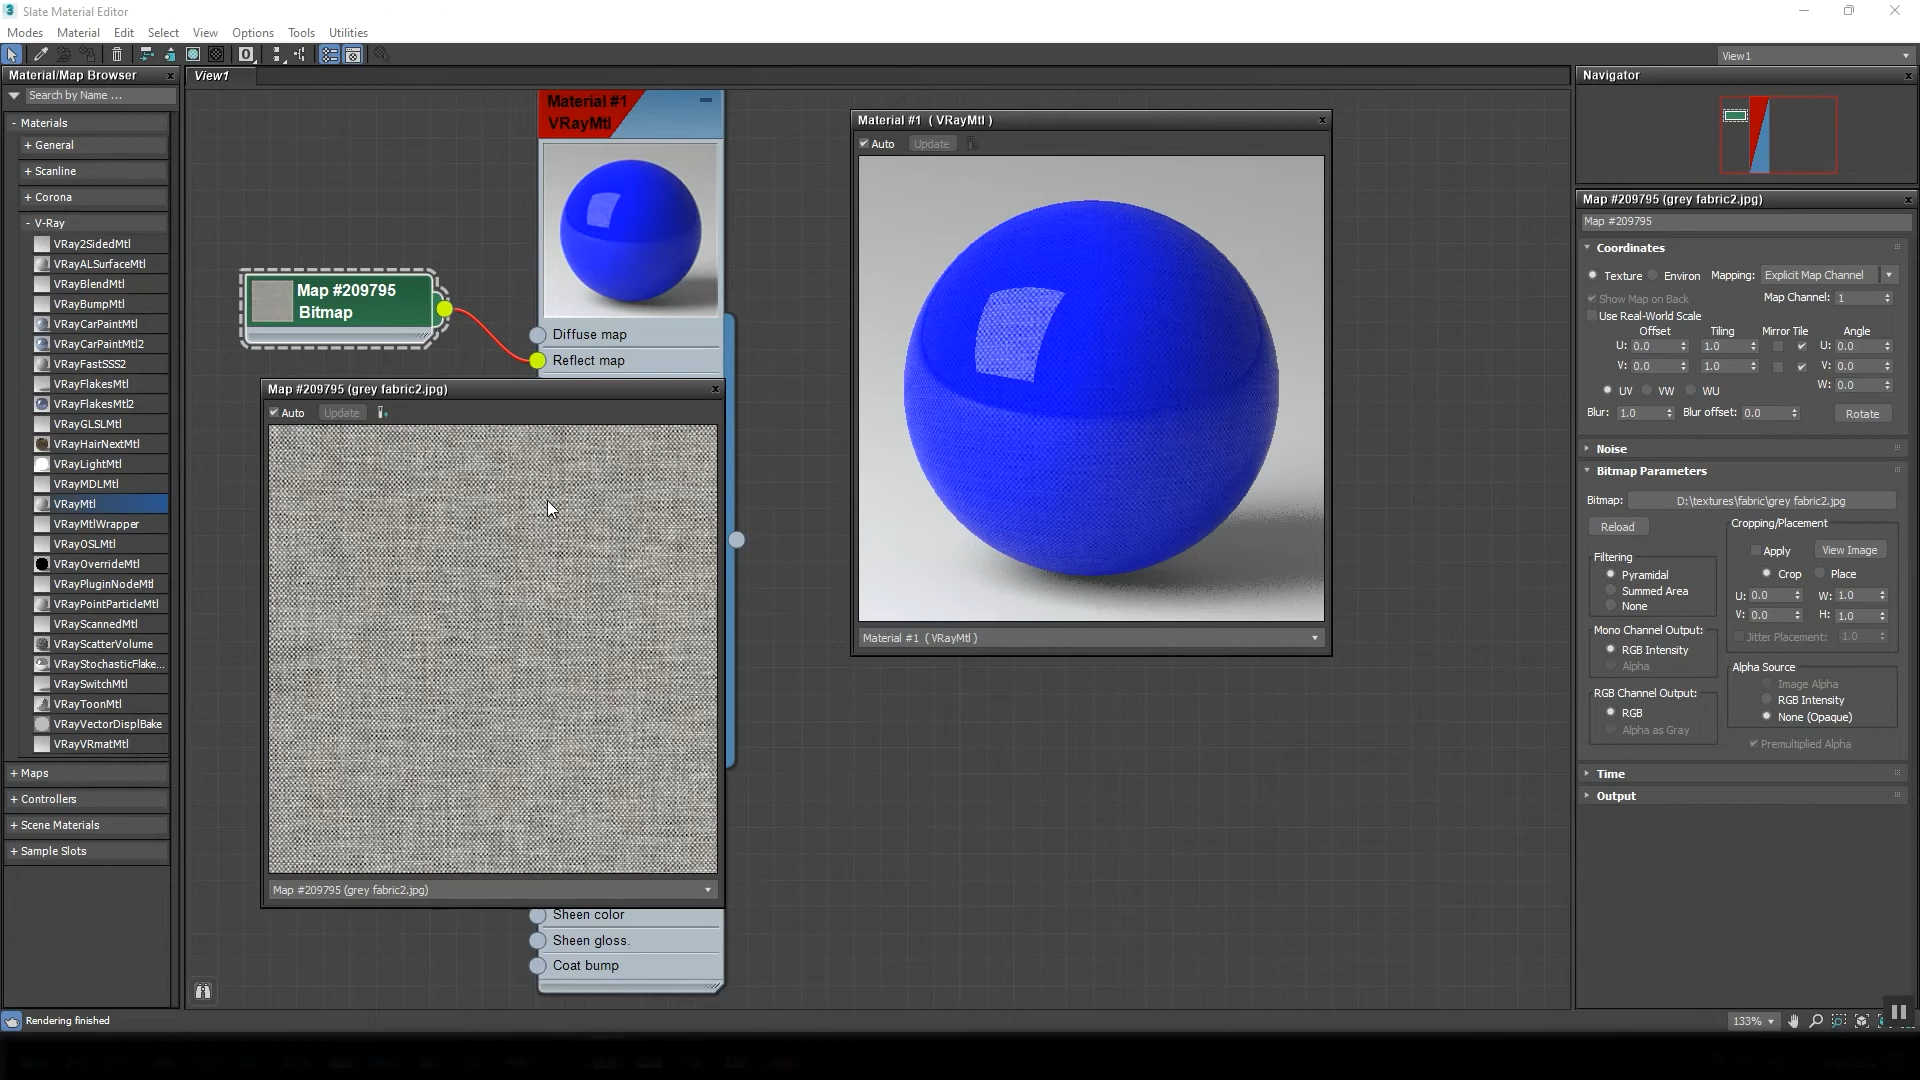 Slate Material Editor
Modes Material Edit Select View Options Tools Utilities
View1
Material/Map Browser
Search by Name ...
- Materials
+ General
+ Scanline
+ Corona
- V-Ray
VRay2SidedMtl
VRayALSurfaceMtl
VRayBlendMtl
VRayBumpMtl
VRayCarPaintMtl
VRayCarPaintMtl2
VRayFastSSS2
VRayFlakesMtl
VRayFlakesMtl2
VRayGLSLMtl
VRayHairNextMtl
VRayLightMtl
VRayMDLMtl
VRayMtl
VRayMtlWrapper
VRayOSLMtl
VRayOverrideMtl
VRayPluginNodeMtl
VRayPointParticleMtl
VRayScannedMtl
VRayScatterVolume
VRayStochasticFlake...
VRaySwitchMtl
VRayToonMtl
VRayVectorDisplBake
VRayVRmatMtl
+ Maps
+ Controllers
+ Scene Materials
+ Sample Slots
Rendering finished
View1
Material #1
VRayMtl
Map #209795
Bitmap
Diffuse map
Reflect map
Map #209795 (grey fabric2.jpg)
Auto Update
Map #209795 (grey fabric2.jpg)
Sheen color
Sheen gloss.
Coat bump
Material #1 ( VRayMtl )
Auto Update
Material #1 ( VRayMtl )
Navigator
Map #209795 (grey fabric2.jpg)
Map #209795
Coordinates
Texture Environ Mapping: Explicit Map Channel
Show Map on Back Map Channel: 1
Use Real-World Scale
Offset Tiling Mirror Tile Angle
U: 0.0 1.0 U: 0.0
V: 0.0 1.0 V: 0.0
W: 0.0
UV VW WU
Blur: 1.0 Blur offset: 0.0 Rotate
Noise
Bitmap Parameters
Bitmap: D:\textures\fabric\grey fabric2.jpg
Reload
Cropping/Placement
Apply View Image
Crop Place
U: 0.0 W: 1.0
V: 0.0 H: 1.0
Jitter Placement: 1.0
Filtering
Pyramidal
Summed Area
None
Mono Channel Output:
RGB Intensity
Alpha
RGB Channel Output:
RGB
Alpha as Gray
Alpha Source
Image Alpha
RGB Intensity
None (Opaque)
Premultiplied Alpha
Time
Output
133%